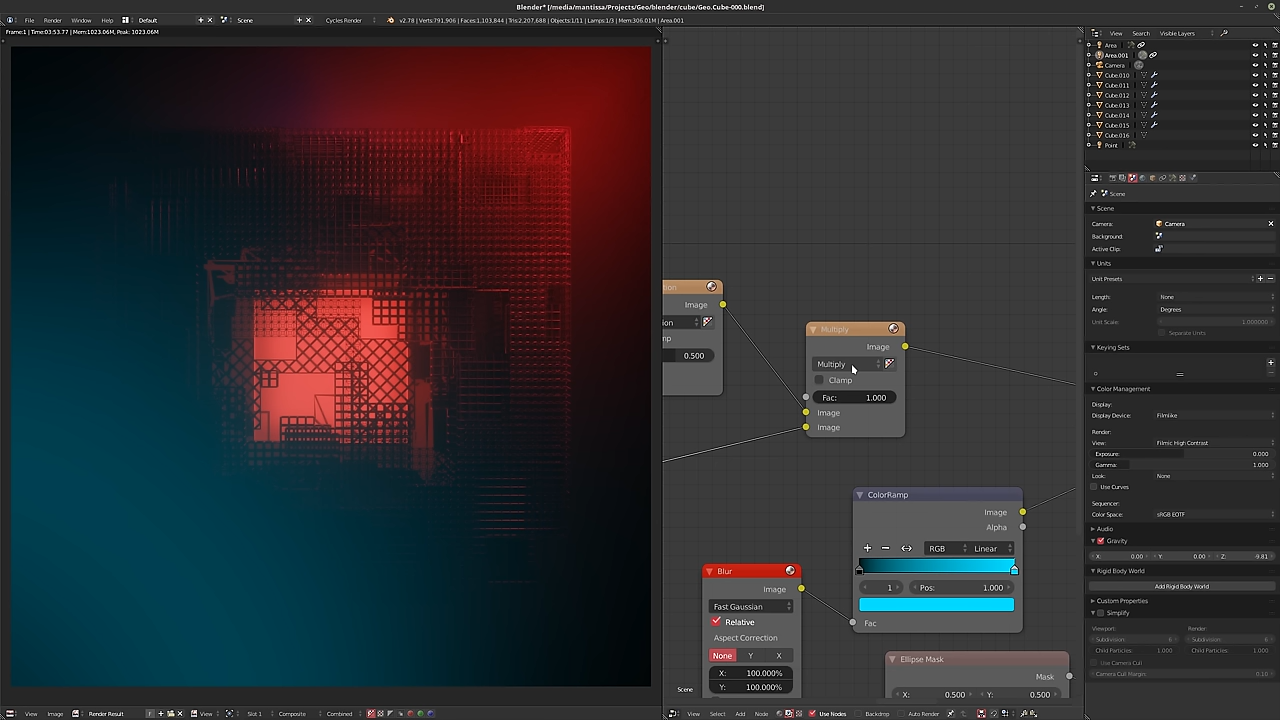 Blender* [/media/mantissa/Projects/Geo/blender/cube/Geo.Cube-000.blend]
File Render Window Help Default Scene Cycles Render v2.78 | Verts:791,906 | Faces:1,103,844 | Tris:2,207,688 | Objects:1/11 | Lamps:1/3 | Mem:306.01M | Area.001
Frame:1 | Time:03:53.77 | Mem:1023.06M, Peak: 1023.06M
View Search Visible Layers
Area
Area.001
Camera
Cube.010
Cube.011
Cube.012
Cube.013
Cube.014
Cube.015
Cube.016
Point
Scene
Scene
Camera: Camera
Background:
Active Clip:
Units
Unit Presets
Length: None
Angle: Degrees
Unit Scale: 1.000000
Separate Units
Keying Sets
Color Management
Display:
Display Device: Filmlike
Render:
View: Filmic High Contrast
Exposure: 0.000
Gamma: 1.000
Look: None
Use Curves
Sequencer:
Color Space: sRGB EOTF
Audio
Gravity
X: 0.00 Y: 0.00 Z: -9.81
Rigid Body World
Add Rigid Body World
Custom Properties
Simplify
Viewport: Render:
Subdivision: 6 Subdivision: 6
Child Particles: 1.000 Child Particles: 1.000
Use Camera Cull
Camera Cull Margin 0.10
Image
0.500
Multiply
Image
Multiply
Clamp
Fac: 1.000
Image
Image
ColorRamp
Image
Alpha
RGB Linear
1 Pos: 1.000
Fac
Blur
Image
Fast Gaussian
Relative
Aspect Correction
None Y X
X: 100.000%
Y: 100.000%
Ellipse Mask
Mask
X: 0.500 Y: 0.500
Scene
View Image Render Result F View Slot 1 Composite Combined
View Select Add Node Use Nodes Backdrop Auto Render